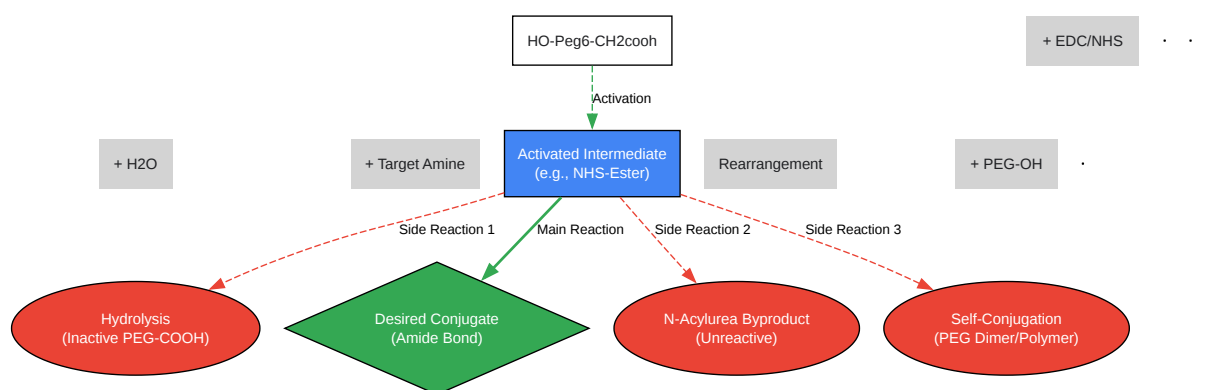 HO-Peg6-CH2cooh
+ EDC/NHS
Activation
+ H2O
+ Target Amine
Activated Intermediate
(e.g., NHS-Ester)
Rearrangement
+ PEG-OH
Side Reaction 1
Main Reaction
Side Reaction 2
Side Reaction 3
Hydrolysis
(Inactive PEG-COOH)
Desired Conjugate
(Amide Bond)
N-Acylurea Byproduct
(Unreactive)
Self-Conjugation
(PEG Dimer/Polymer)